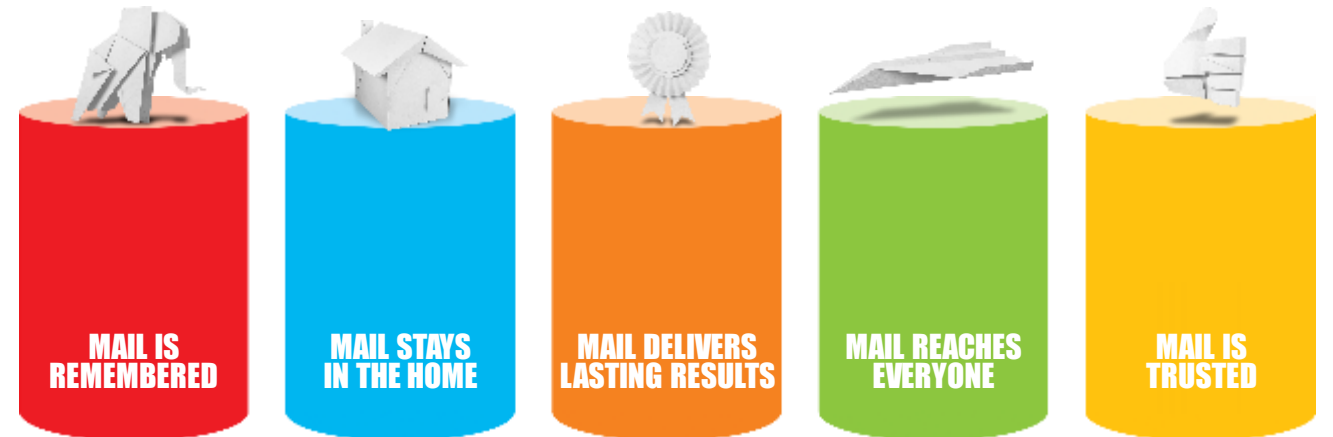 MAIL IS
REMEMBERED
MAIL STAYS
IN THE HOME
MAIL DELIVERS
LASTING RESULTS
MAIL REACHES
EVERYONE
MAIL IS
TRUSTED